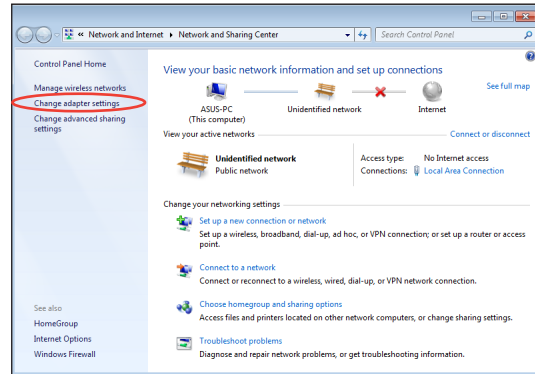 « Network and Internet ▸ Network and Sharing Center
Search Control Panel
Control Panel Home
Manage wireless networks
Change adapter settings
Change advanced sharing
settings
See also
HomeGroup
Internet Options
Windows Firewall
View your basic network information and set up connections
See full map
ASUS-PC
(This computer)
Unidentified network
Internet
View your active networks
Connect or disconnect
Unidentified network
Public network
Access type: No Internet access
Connections: Local Area Connection
Change your networking settings
Set up a new connection or network
Set up a wireless, broadband, dial-up, ad hoc, or VPN connection; or set up a router or access
point.
Connect to a network
Connect or reconnect to a wireless, wired, dial-up, or VPN network connection.
Choose homegroup and sharing options
Access files and printers located on other network computers, or change sharing settings.
Troubleshoot problems
Diagnose and repair network problems, or get troubleshooting information.